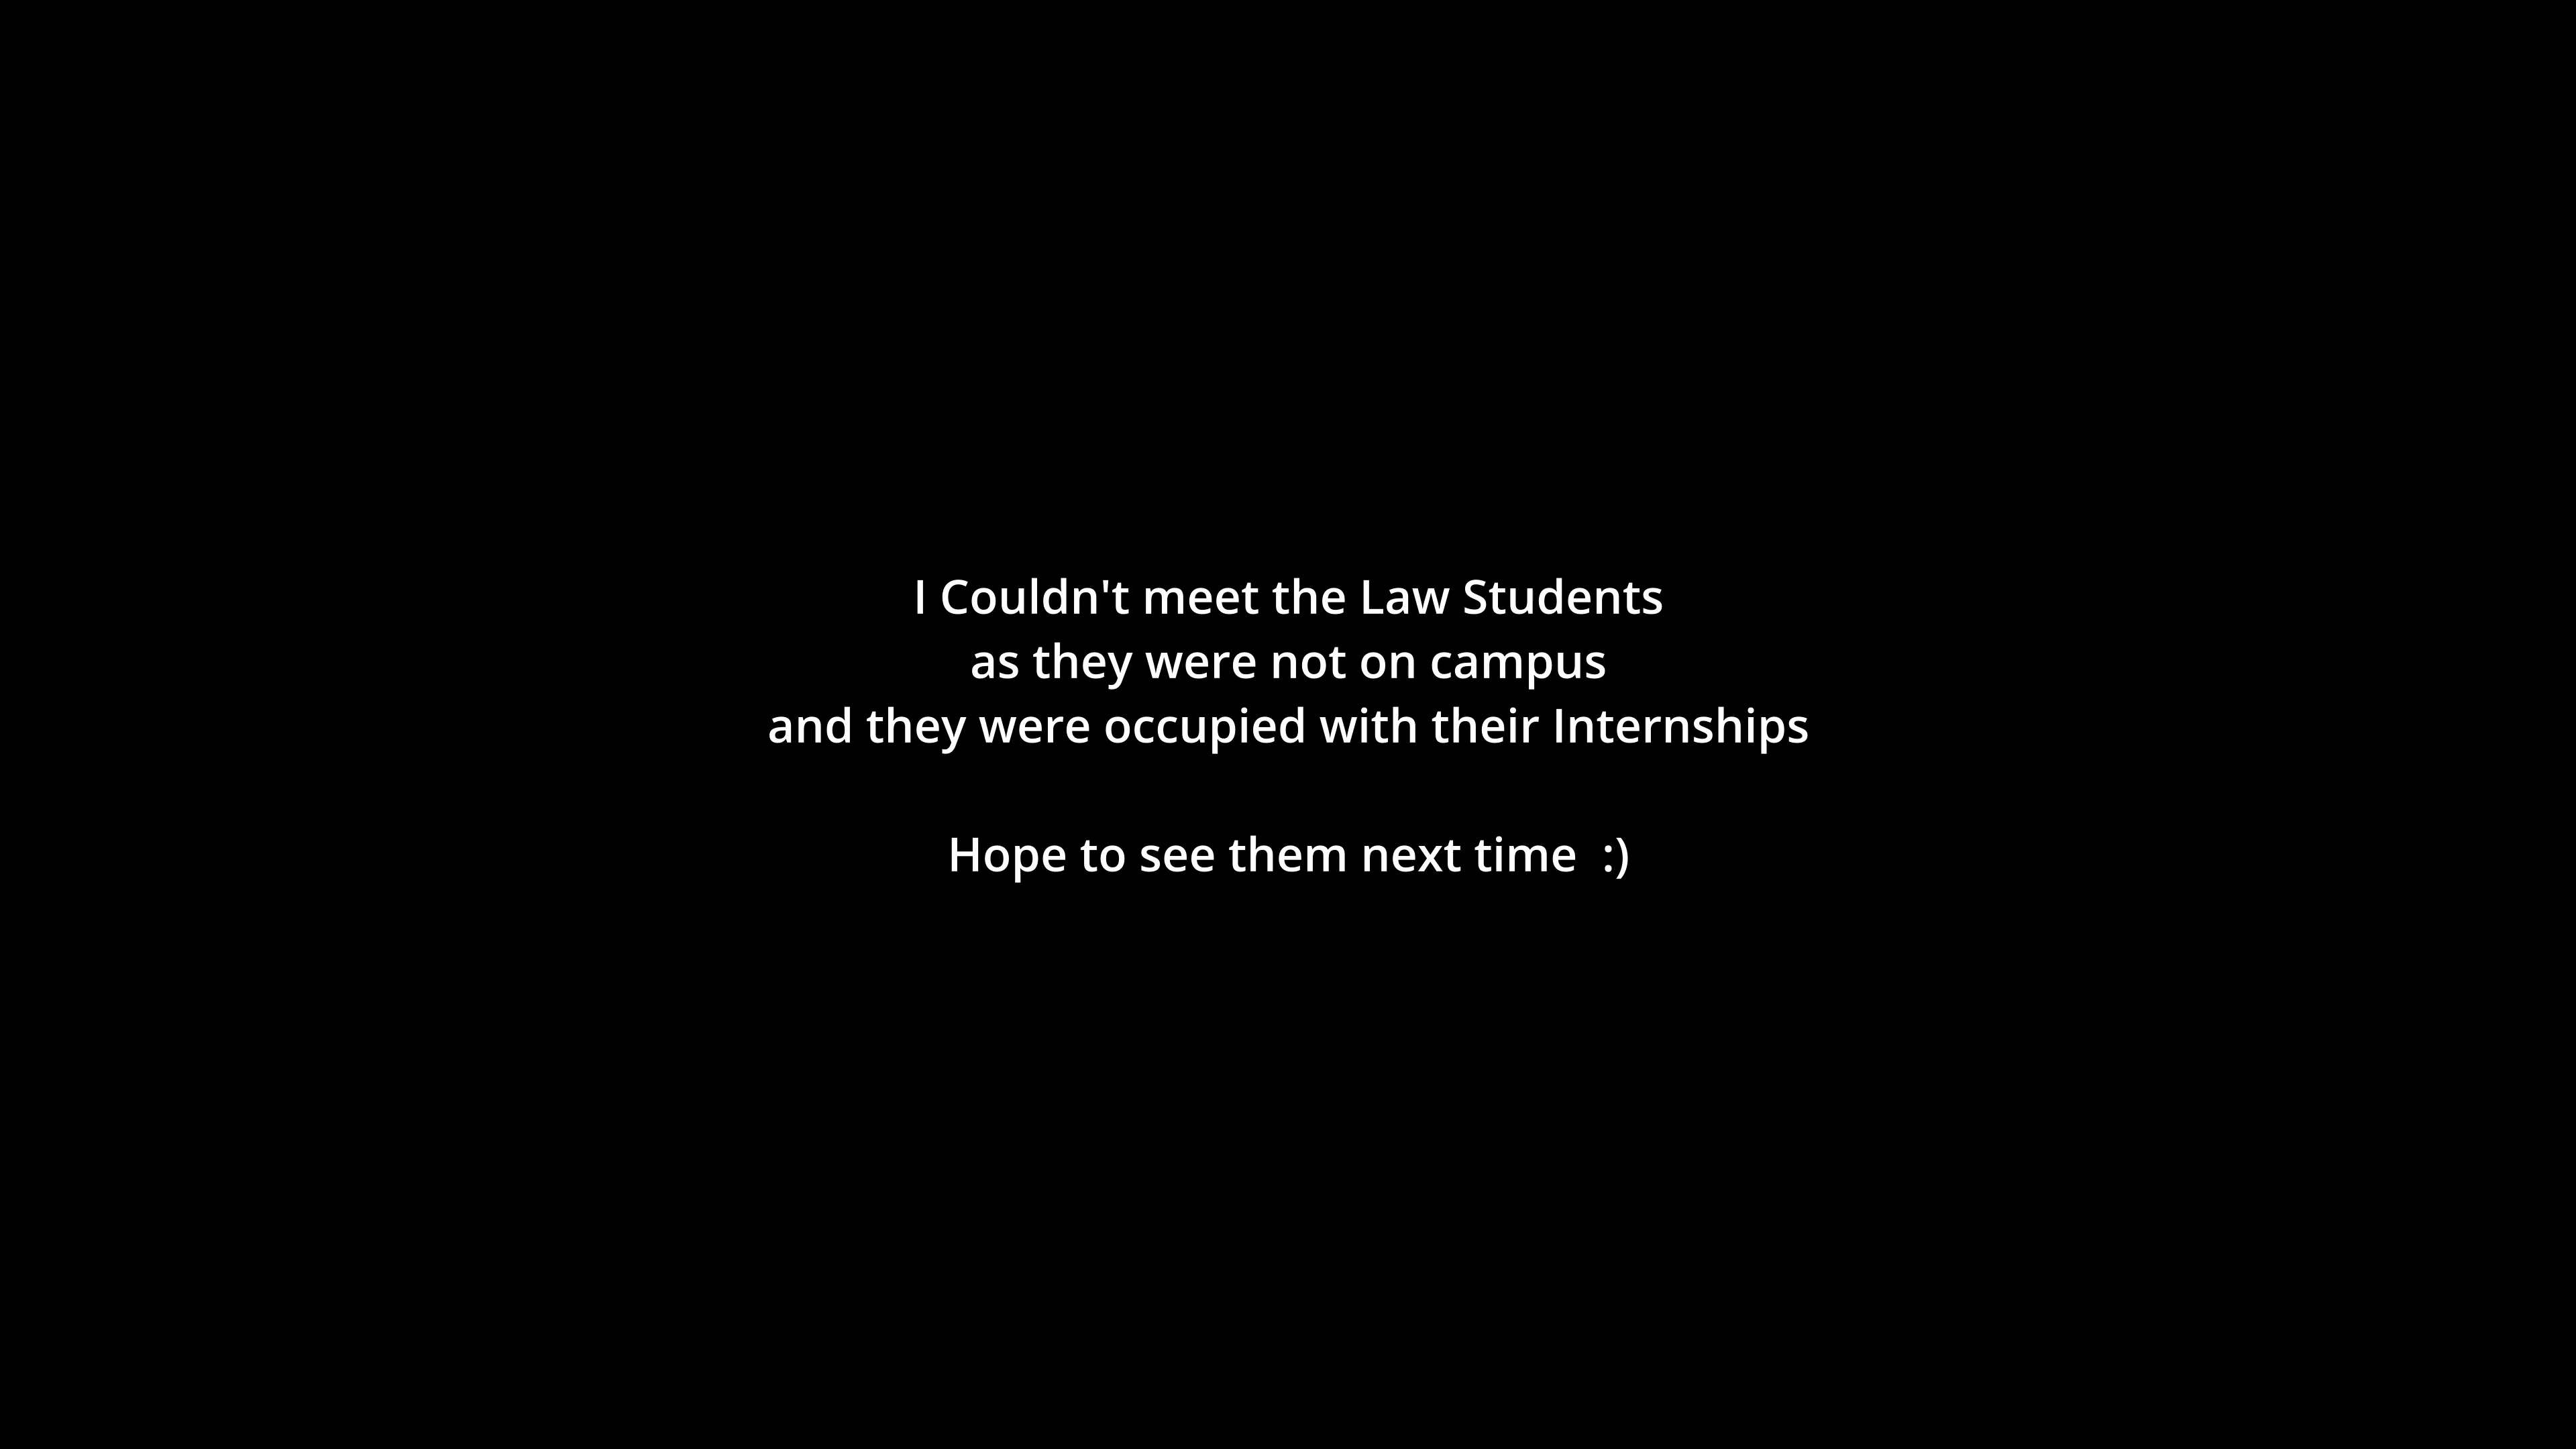 I Couldn't meet the Law Students
as they were not on campus
and they were occupied with their Internships
Hope to see them next time  :)